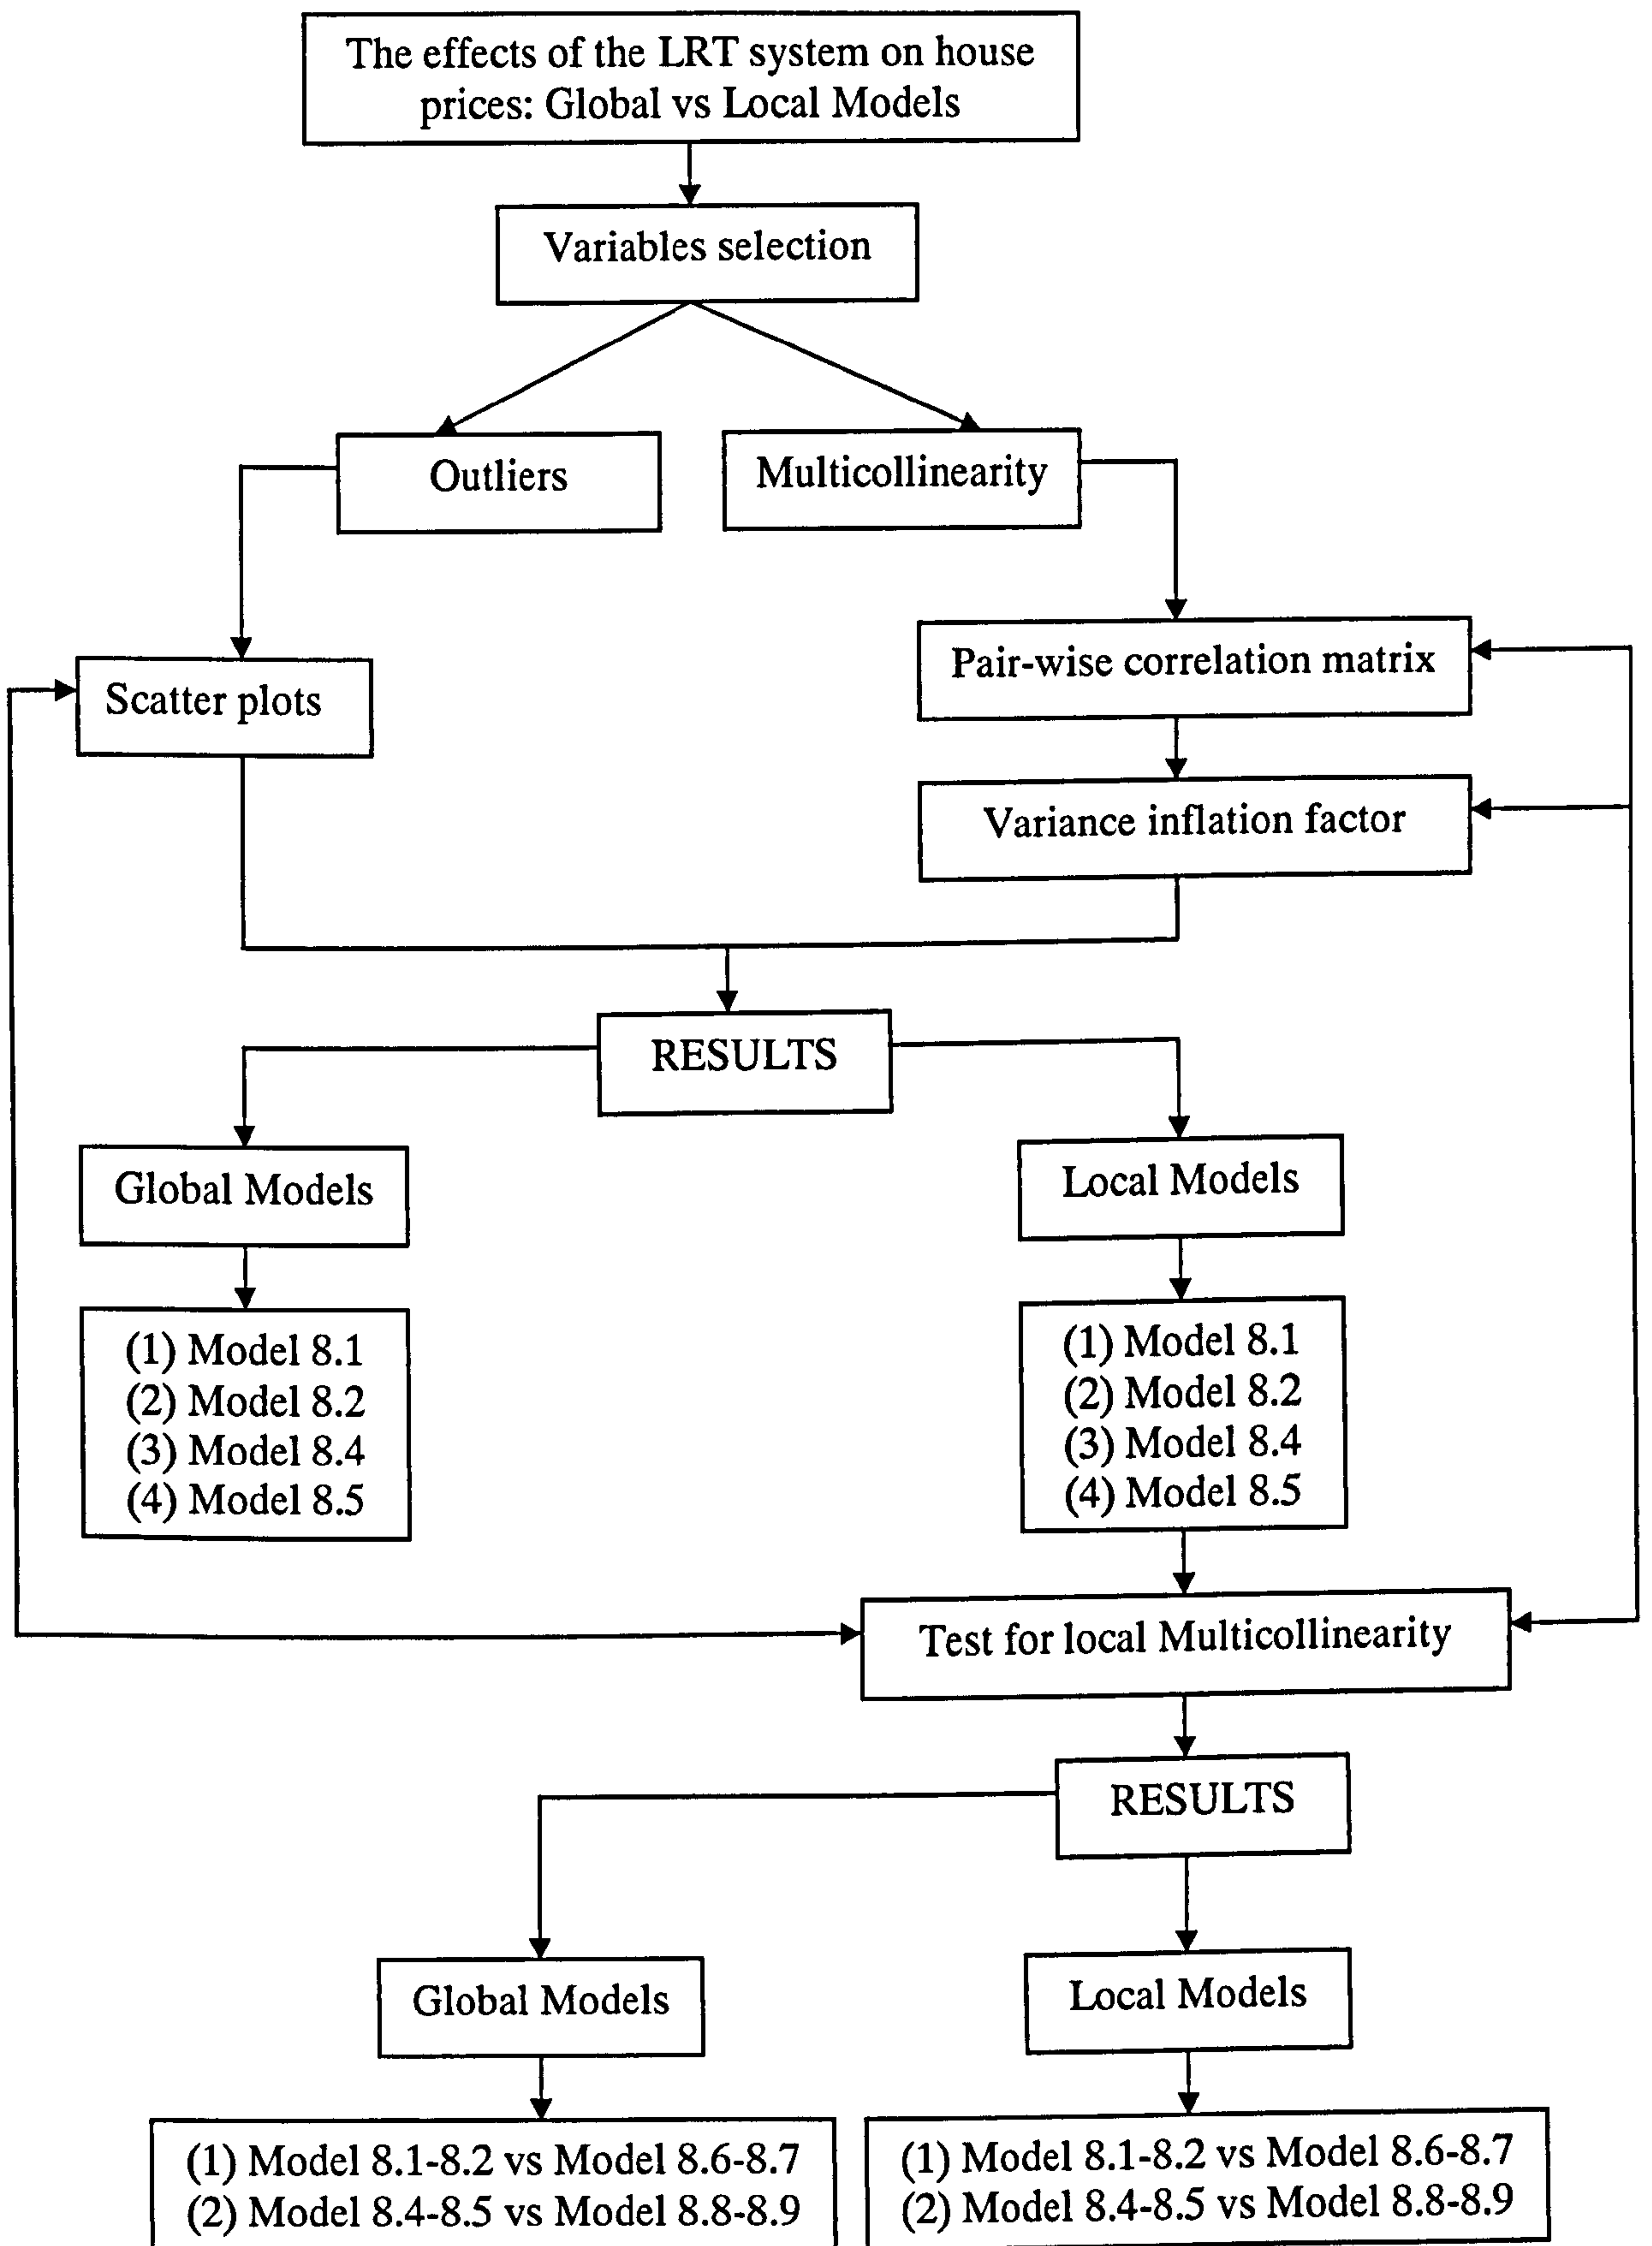 The effects of the LRT system on house
prices: Global vs Local Models
Variables selection
Outliers
Multicollinearity
Scatter plots
Pair-wise correlation matrix
Variance inflation factor
RESULTS
Global Models
Local Models
(1) Model 8.1
(2) Model 8.2
(3) Model 8.4
(4) Model 8.5
(1) Model 8.1
(2) Model 8.2
(3) Model 8.4
(4) Model 8.5
Test for local Multicollinearity
RESULTS
Global Models
Local Models
(1) Model 8.1-8.2 vs Model 8.6-8.7
(2) Model 8.4-8.5 vs Model 8.8-8.9
(1) Model 8.1-8.2 vs Model 8.6-8.7
(2) Model 8.4-8.5 vs Model 8.8-8.9